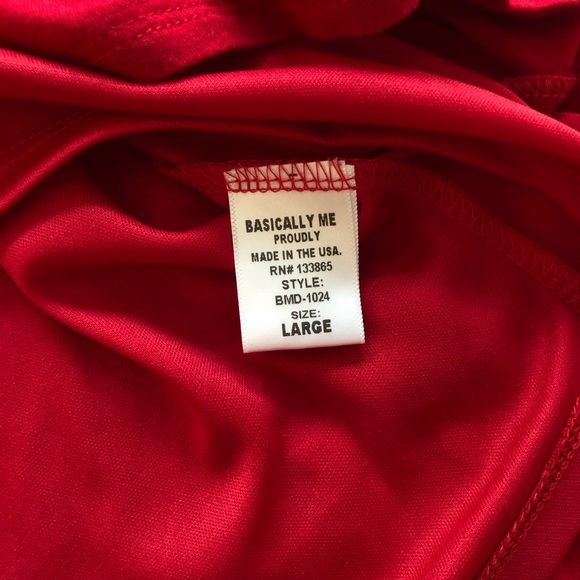 BASICALLY ME
PROUDLY
MADE IN THE USA.
RN# 133865
STYLE:
BMD-1024
SIZE:
LARGE